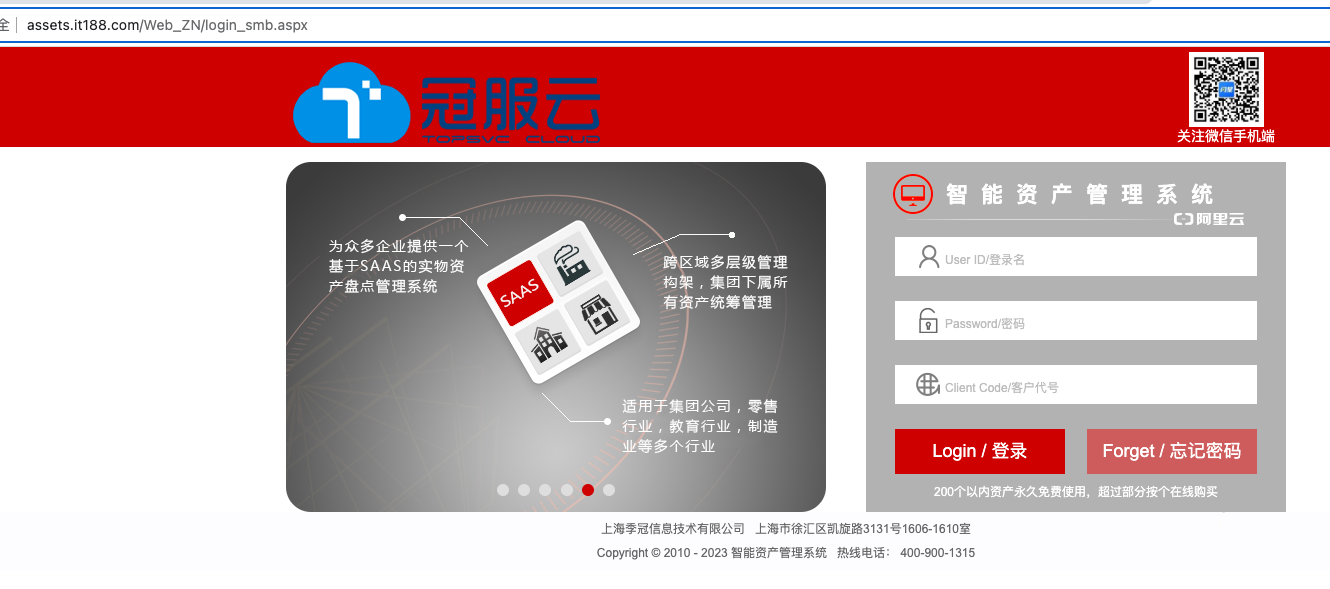 全 assets.it188.com/Web_ZN/login_smb.aspx
冠服云
TOPSVC CLOUD
关注微信手机端
为众多企业提供一个
基于SAAS的实物资
产盘点管理系统
SAAS
跨区域多层级管理
构架，集团下属所
有资产统筹管理
适用于集团公司，零售
行业，教育行业，制造
业等多个行业
智能资产管理系统
阿里云
User ID/登录名
Password/密码
Client Code/客户代号
Login / 登录 Forget / 忘记密码
200个以内资产永久免费使用，超过部分按个在线购买
上海季冠信息技术有限公司 上海市徐汇区凯旋路3131号1606-1610室
Copyright © 2010 - 2023 智能资产管理系统 热线电话： 400-900-1315